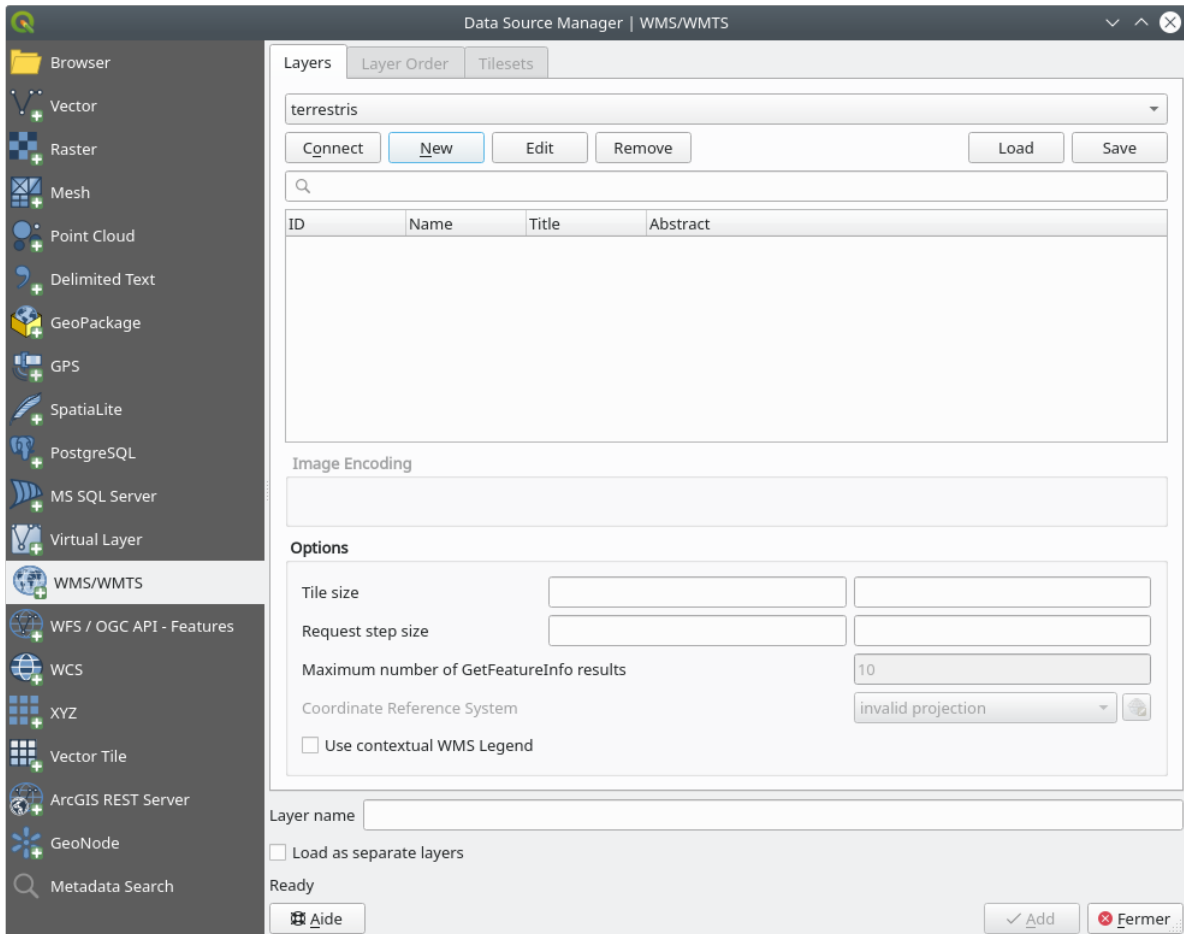 Data Source Manager | WMS/WMTS
Browser
Vector
Raster
Mesh
Point Cloud
Delimited Text
GeoPackage
GPS
SpatiaLite
PostgreSQL
MS SQL Server
Virtual Layer
WMS/WMTS
WFS / OGC API - Features
WCS
XYZ
Vector Tile
ArcGIS REST Server
GeoNode
Metadata Search
Layers Layer Order Tilesets
terrestris
Connect New Edit Remove Load Save
ID Name Title Abstract
Image Encoding
Options
Tile size
Request step size
Maximum number of GetFeatureInfo results 10
Coordinate Reference System invalid projection
Use contextual WMS Legend
Layer name
Load as separate layers
Ready
Aide Add Fermer